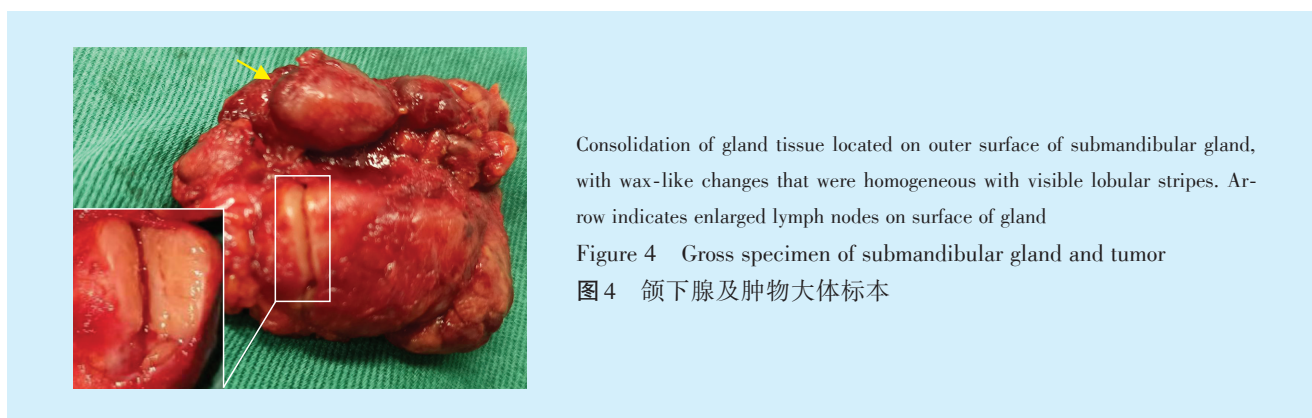 Consolidation of gland tissue located on outer surface of submandibular gland,
with wax-like changes that were homogeneous with visible lobular stripes. Ar-
row indicates enlarged lymph nodes on surface of gland
Figure 4 Gross specimen of submandibular gland and tumor
图4 颌下腺及肿物大体标本